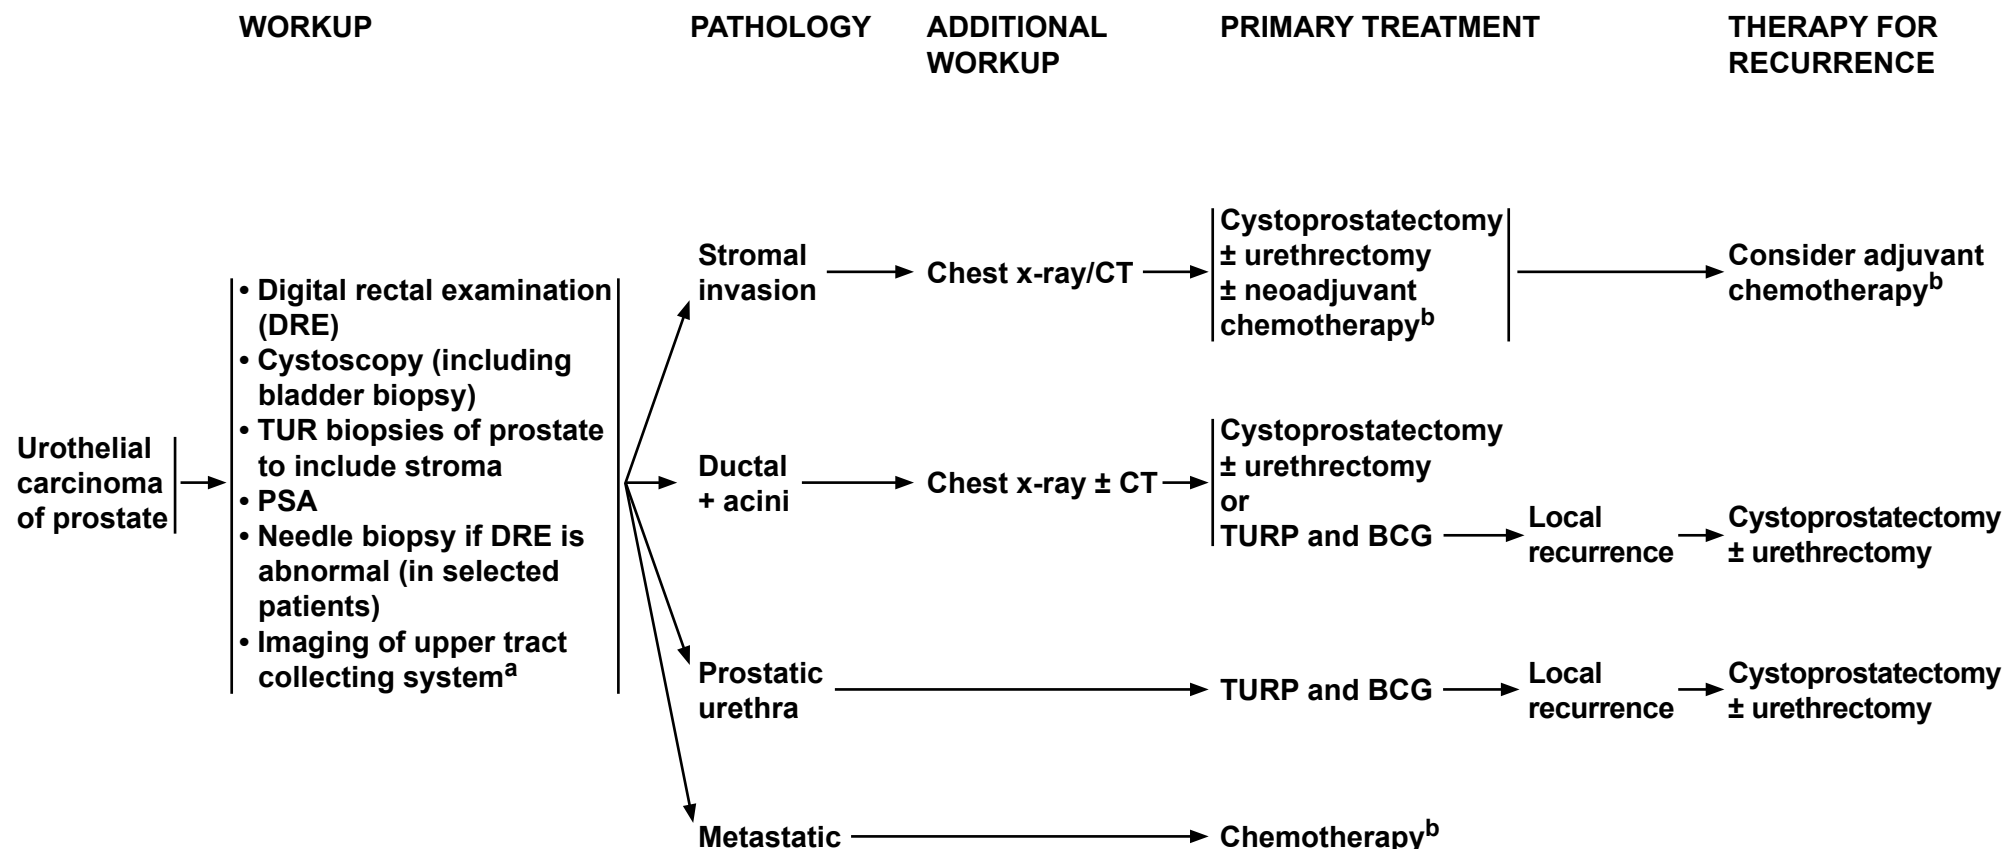 WORKUP
PATHOLOGY
ADDITIONAL
WORKUP
PRIMARY TREATMENT
THERAPY FOR
RECURRENCE
Urothelial
carcinoma
of prostate
• Digital rectal examination
(DRE)
• Cystoscopy (including
bladder biopsy)
• TUR biopsies of prostate
to include stroma
• PSA
• Needle biopsy if DRE is
abnormal (in selected
patients)
• Imaging of upper tract
collecting systemᵃ
Stromal
invasion
Chest x-ray/CT
Cystoprostatectomy
± urethrectomy
± neoadjuvant
chemotherapyᵇ
Consider adjuvant
chemotherapyᵇ
Ductal
+ acini
Chest x-ray ± CT
Cystoprostatectomy
± urethrectomy
or
TURP and BCG
Local
recurrence
Cystoprostatectomy
± urethrectomy
Prostatic
urethra
TURP and BCG
Local
recurrence
Cystoprostatectomy
± urethrectomy
Metastatic
Chemotherapyᵇ